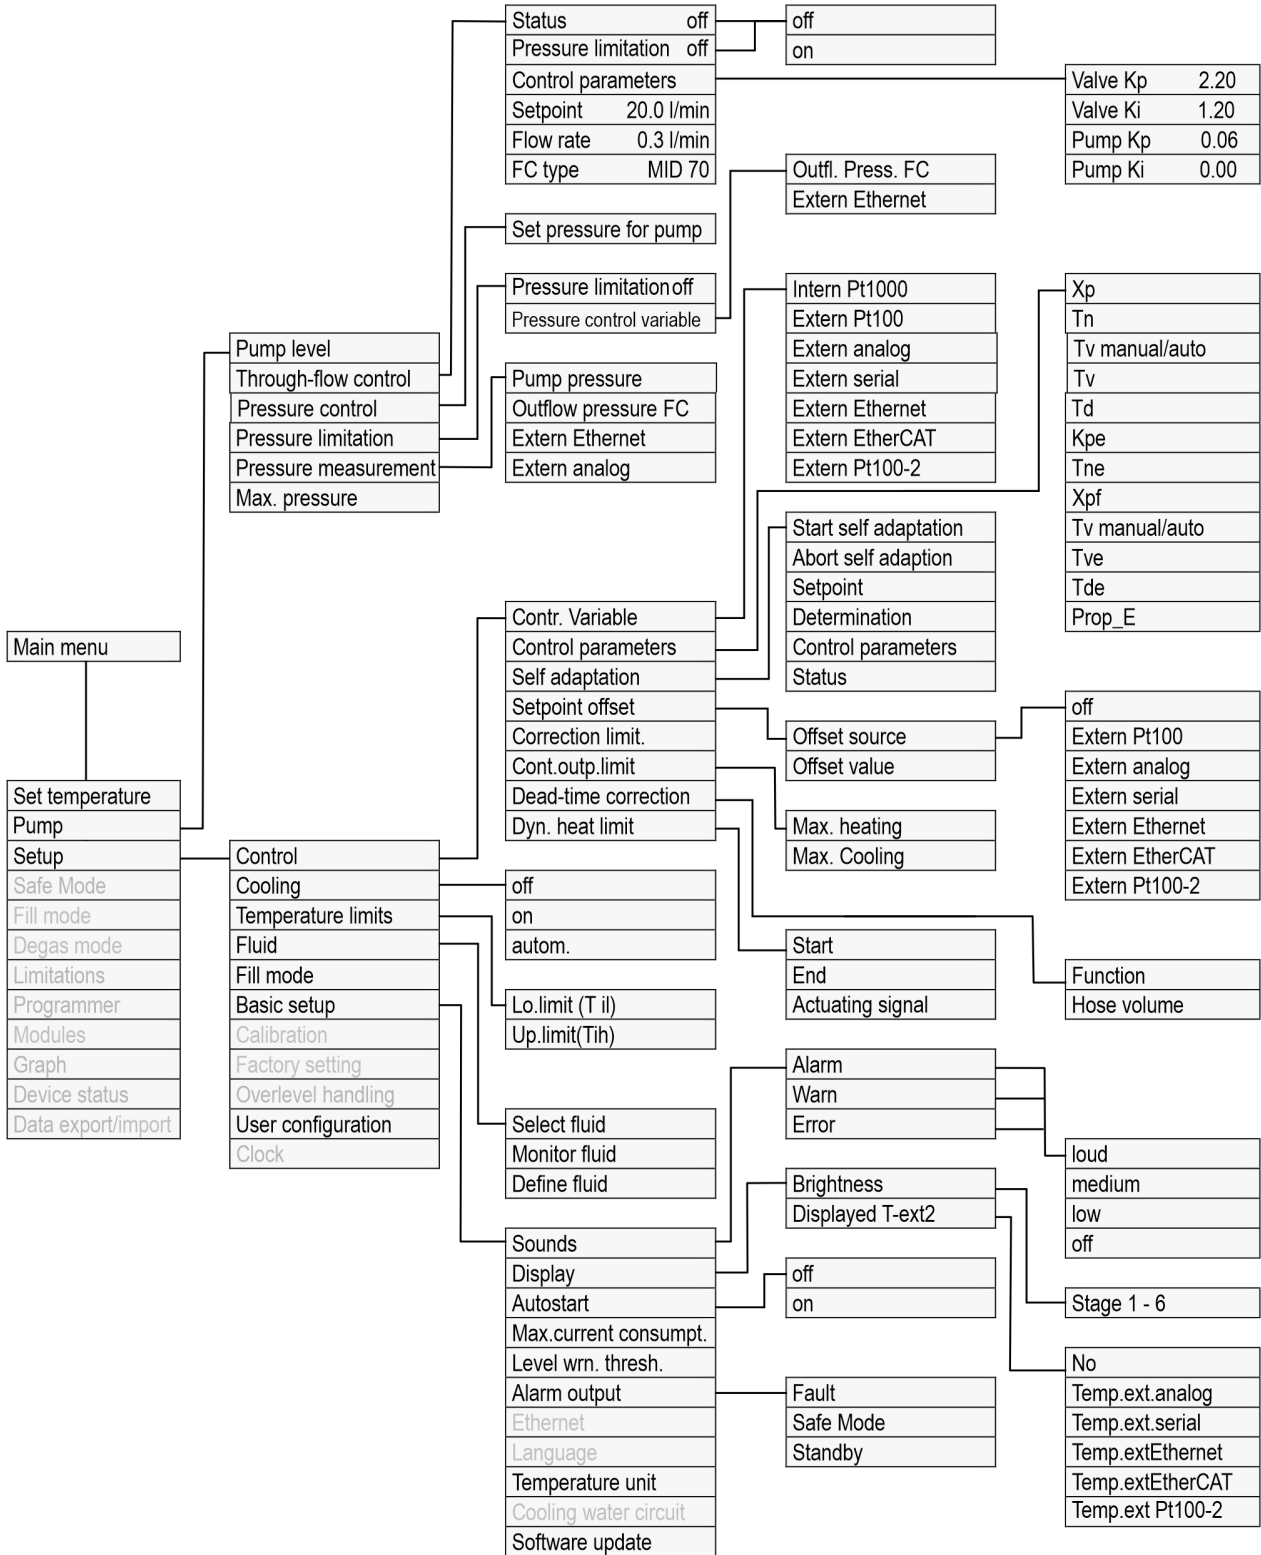 Main menu
Set temperature
Pump
Setup
Safe Mode
Fill mode
Degas mode
Limitations
Programmer
Modules
Graph
Device status
Data export/import
Pump level
Through-flow control
Pressure control
Pressure limitation
Pressure measurement
Max. pressure
Control
Cooling
Temperature limits
Fluid
Fill mode
Basic setup
Calibration
Factory setting
Overlevel handling
User configuration
Clock
Status off
Pressure limitation off
Control parameters
Setpoint 20.0 l/min
Flow rate 0.3 l/min
FC type MID 70
Set pressure for pump
Pressure limitation off
Pressure control variable
Pump pressure
Outflow pressure FC
Extern Ethernet
Extern analog
Contr. Variable
Control parameters
Self adaptation
Setpoint offset
Correction limit.
Cont.outp.limit
Dead-time correction
Dyn. heat limit
off
on
autom.
Lo.limit (T il)
Up.limit(Tih)
Select fluid
Monitor fluid
Define fluid
Sounds
Display
Autostart
Max.current consumpt.
Level wrn. thresh.
Alarm output
Ethernet
Language
Temperature unit
Cooling water circuit
Software update
off
on
Outfl. Press. FC
Extern Ethernet
Intern Pt1000
Extern Pt100
Extern analog
Extern serial
Extern Ethernet
Extern EtherCAT
Extern Pt100-2
Start self adaptation
Abort self adaption
Setpoint
Determination
Control parameters
Status
Offset source
Offset value
Max. heating
Max. Cooling
Start
End
Actuating signal
Alarm
Warn
Error
Brightness
Displayed T-ext2
off
on
Fault
Safe Mode
Standby
Valve Kp 2.20
Valve Ki 1.20
Pump Kp 0.06
Pump Ki 0.00
Xp
Tn
Tv manual/auto
Tv
Td
Kpe
Tne
Xpf
Tv manual/auto
Tve
Tde
Prop_E
off
Extern Pt100
Extern analog
Extern serial
Extern Ethernet
Extern EtherCAT
Extern Pt100-2
Function
Hose volume
loud
medium
low
off
Stage 1 - 6
No
Temp.ext.analog
Temp.ext.serial
Temp.extEthernet
Temp.extEtherCAT
Temp.ext Pt100-2